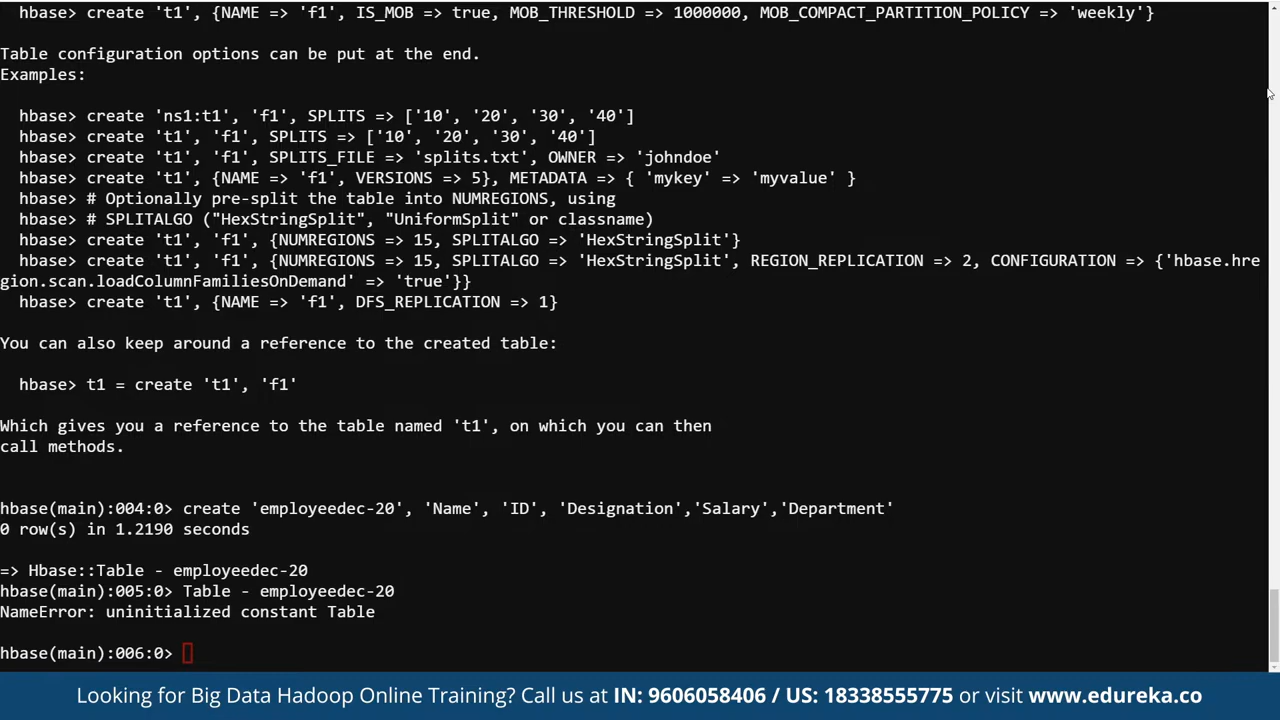 hbase> create 't1', {NAME => 'f1', IS_MOB => true, MOB_THRESHOLD => 1000000, MOB_COMPACT_PARTITION_POLICY => 'weekly'}
Table configuration options can be put at the end.
Examples:
hbase> create 'ns1:t1', 'f1', SPLITS => ['10', '20', '30', '40']
hbase> create 't1', 'f1', SPLITS => ['10', '20', '30', '40']
hbase> create 't1', 'f1', SPLITS_FILE => 'splits.txt', OWNER => 'johndoe'
hbase> create 't1', {NAME => 'f1', VERSIONS => 5}, METADATA => { 'mykey' => 'myvalue' }
hbase> # Optionally pre-split the table into NUMREGIONS, using
hbase> # SPLITALGO ("HexStringSplit", "UniformSplit" or classname)
hbase> create 't1', 'f1', {NUMREGIONS => 15, SPLITALGO => 'HexStringSplit'}
hbase> create 't1', 'f1', {NUMREGIONS => 15, SPLITALGO => 'HexStringSplit', REGION_REPLICATION => 2, CONFIGURATION => {'hbase.hre
gion.scan.loadColumnFamiliesOnDemand' => 'true'}}
hbase> create 't1', {NAME => 'f1', DFS_REPLICATION => 1}
You can also keep around a reference to the created table:
hbase> t1 = create 't1', 'f1'
Which gives you a reference to the table named 't1', on which you can then
call methods.
hbase(main):004:0> create 'employeedec-20', 'Name', 'ID', 'Designation','Salary','Department'
0 row(s) in 1.2190 seconds
=> Hbase::Table - employeedec-20
hbase(main):005:0> Table - employeedec-20
NameError: uninitialized constant Table
hbase(main):006:0>
Looking for Big Data Hadoop Online Training? Call us at IN: 9606058406 / US: 18338555775 or visit www.edureka.co